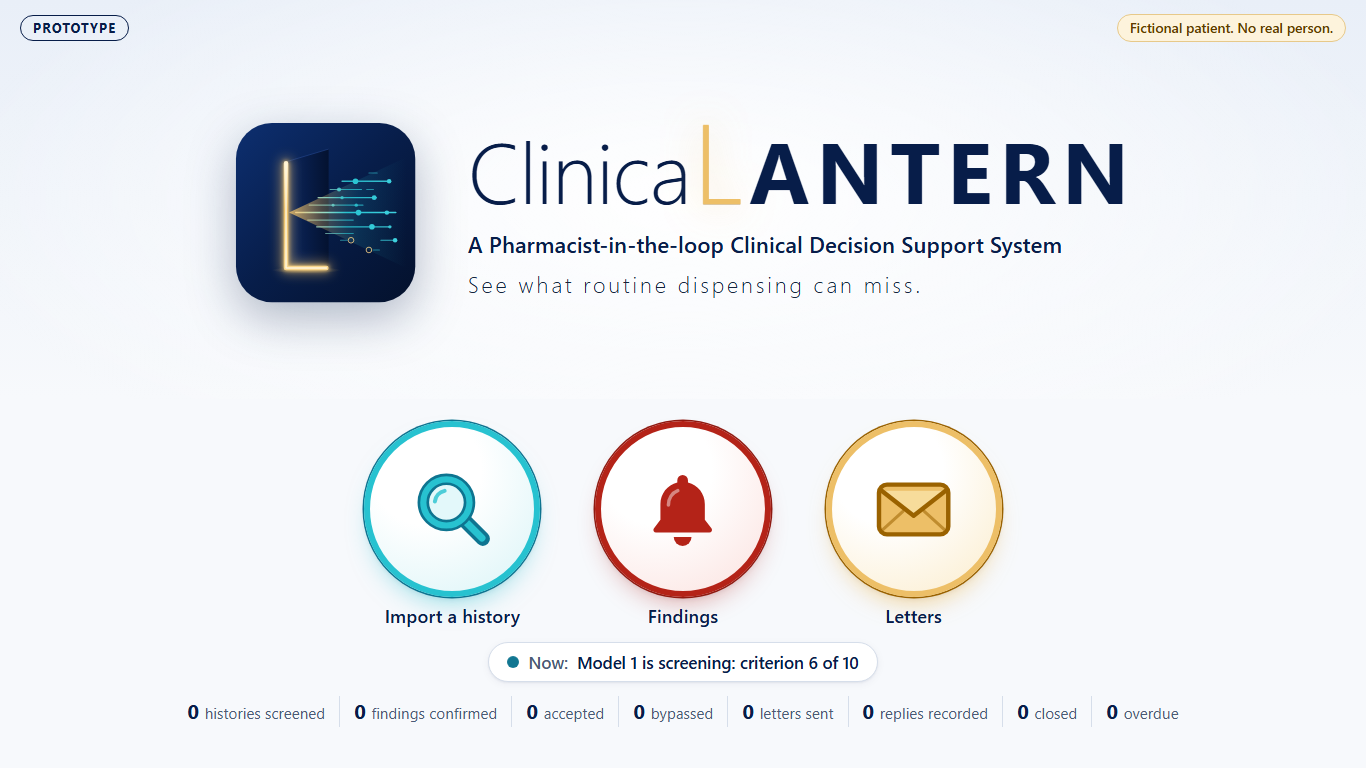 PROTOTYPE
Fictional patient. No real person.
ClinicaLANTERN
A Pharmacist-in-the-loop Clinical Decision Support System
See what routine dispensing can miss.
Import a history
Findings
Letters
Now: Model 1 is screening: criterion 6 of 10
0 histories screened
0 findings confirmed
0 accepted
0 bypassed
0 letters sent
0 replies recorded
0 closed
0 overdue